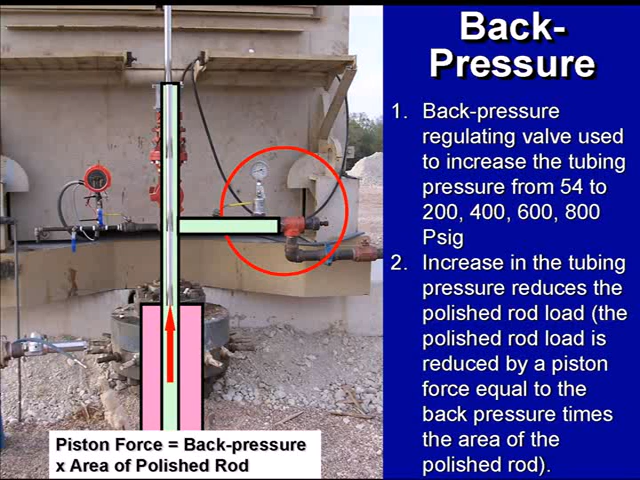 Back-
Pressure
1. Back-pressure
regulating valve used
to increase the tubing
pressure from 54 to
200, 400, 600, 800
Psig
2. Increase in the tubing
pressure reduces the
polished rod load (the
polished rod load is
reduced by a piston
force equal to the
back pressure times
the area of the
polished rod).
Piston Force = Back-pressure
x Area of Polished Rod